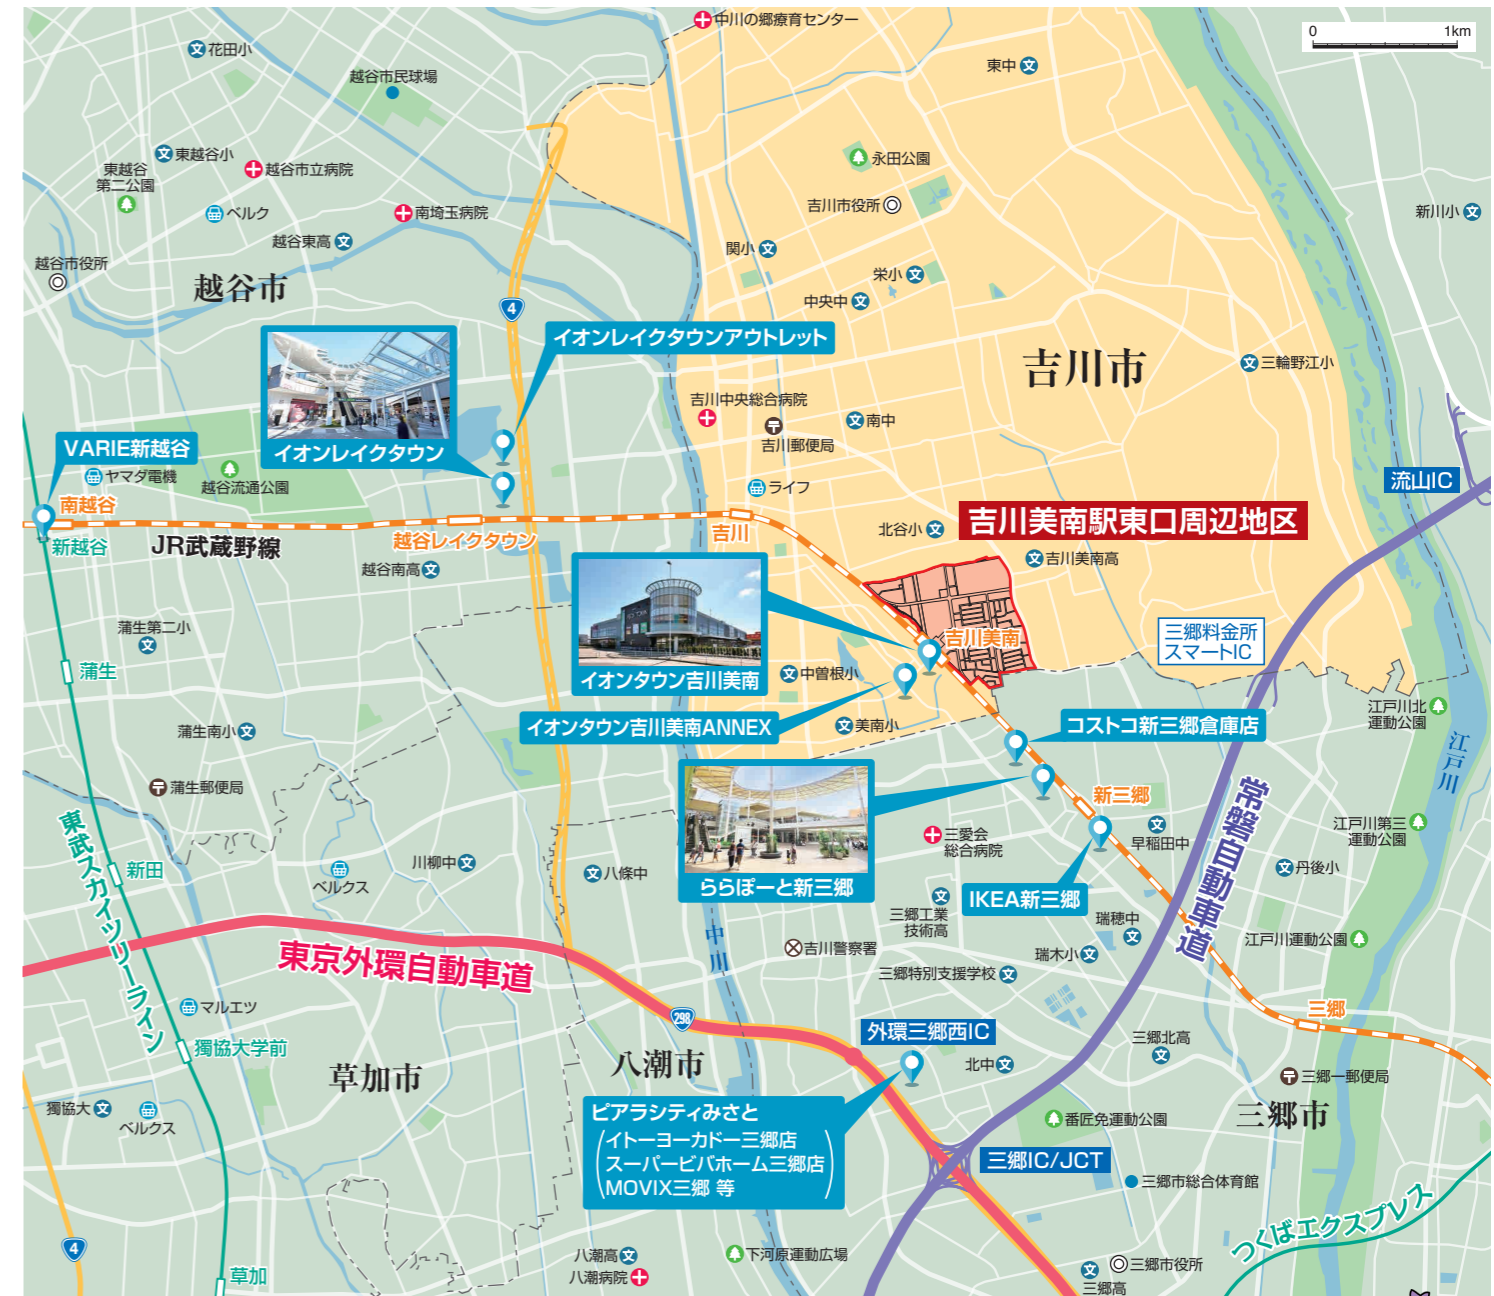 中川の郷療育センター
0 1km
花田小
東中
越谷市民球場
東越谷小
東越谷
第二公園
越谷市立病院
永田公園
ベルク
南埼玉病院
吉川市役所
新川小
越谷東高
関小
越谷市役所
越谷市
栄小
中央中
4
イオンレイクタウンアウトレット
吉川市
三輪野江小
イオンレイクタウン
吉川中央総合病院
南中
吉川郵便局
VARIE新越谷
ヤマダ電機
越谷流通公園
ライフ
流山IC
南越谷
新越谷
JR武蔵野線
越谷レイクタウン
吉川
北谷小
吉川美南駅東口周辺地区
吉川美南高
越谷南高
蒲生第二小
吉川美南
三郷料金所
スマートIC
蒲生
イオンタウン吉川美南
中曽根小
イオンタウン吉川美南ANNEX
美南小
コストコ新三郷倉庫店
江戸川北
運動公園
江戸川
蒲生南小
蒲生郵便局
新三郷
常磐自動車道
東武スカイツリーライン
新田
ベルクス
川柳中
八條中
ららぽーと新三郷
三愛会
総合病院
早稲田中
江戸川第三
運動公園
丹後小
IKEA新三郷
三郷工業
技術高
瑞穂中
中川
吉川警察署
瑞木小
江戸川運動公園
東京外環自動車道
三郷特別支援学校
マルエツ
298
三郷
獨協大学前
外環三郷西IC
三郷北高
草加市
八潮市
北中
三郷一郵便局
獨協大
ベルクス
ピアラシティみさと
(イトーヨーカドー三郷店
スーパービバホーム三郷店
MOVIX三郷 等)
番匠免運動公園
三郷市
三郷IC/JCT
三郷市総合体育館
つくばエクスプレス
4
草加
八潮高
八潮病院
下河原運動広場
三郷市役所
三郷高